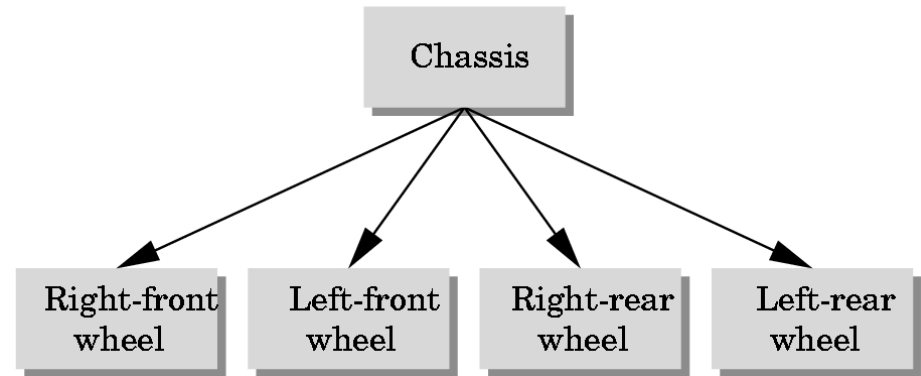 Chassis
Right-front
wheel
Left-front
wheel
Right-rear
wheel
Left-rear
wheel